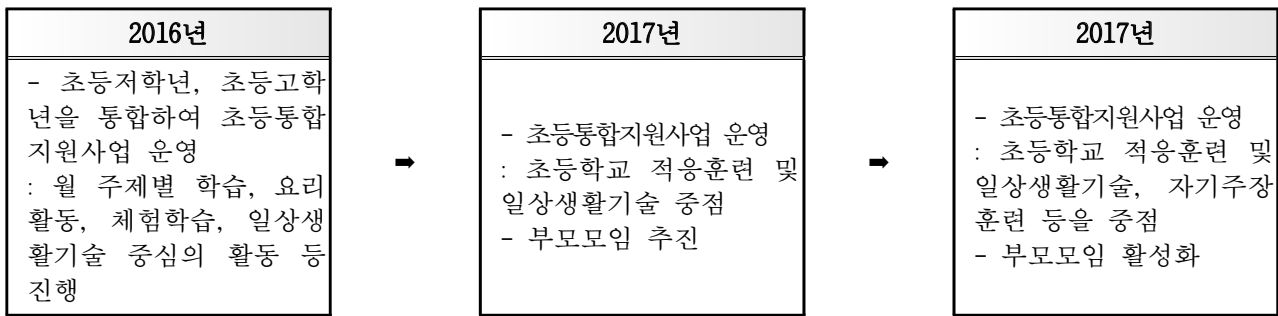 2016년
- 초등저학년, 초등고학
년을 통합하여 초등통합
지원사업 운영
: 월 주제별 학습, 요리
활동, 체험학습, 일상생
활기술 중심의 활동 등
진행
➡
2017년
- 초등통합지원사업 운영
: 초등학교 적응훈련 및
일상생활기술 중점
- 부모모임 추진
➡
2017년
- 초등통합지원사업 운영
: 초등학교 적응훈련 및
일상생활기술, 자기주장
훈련 등을 중점
- 부모모임 활성화